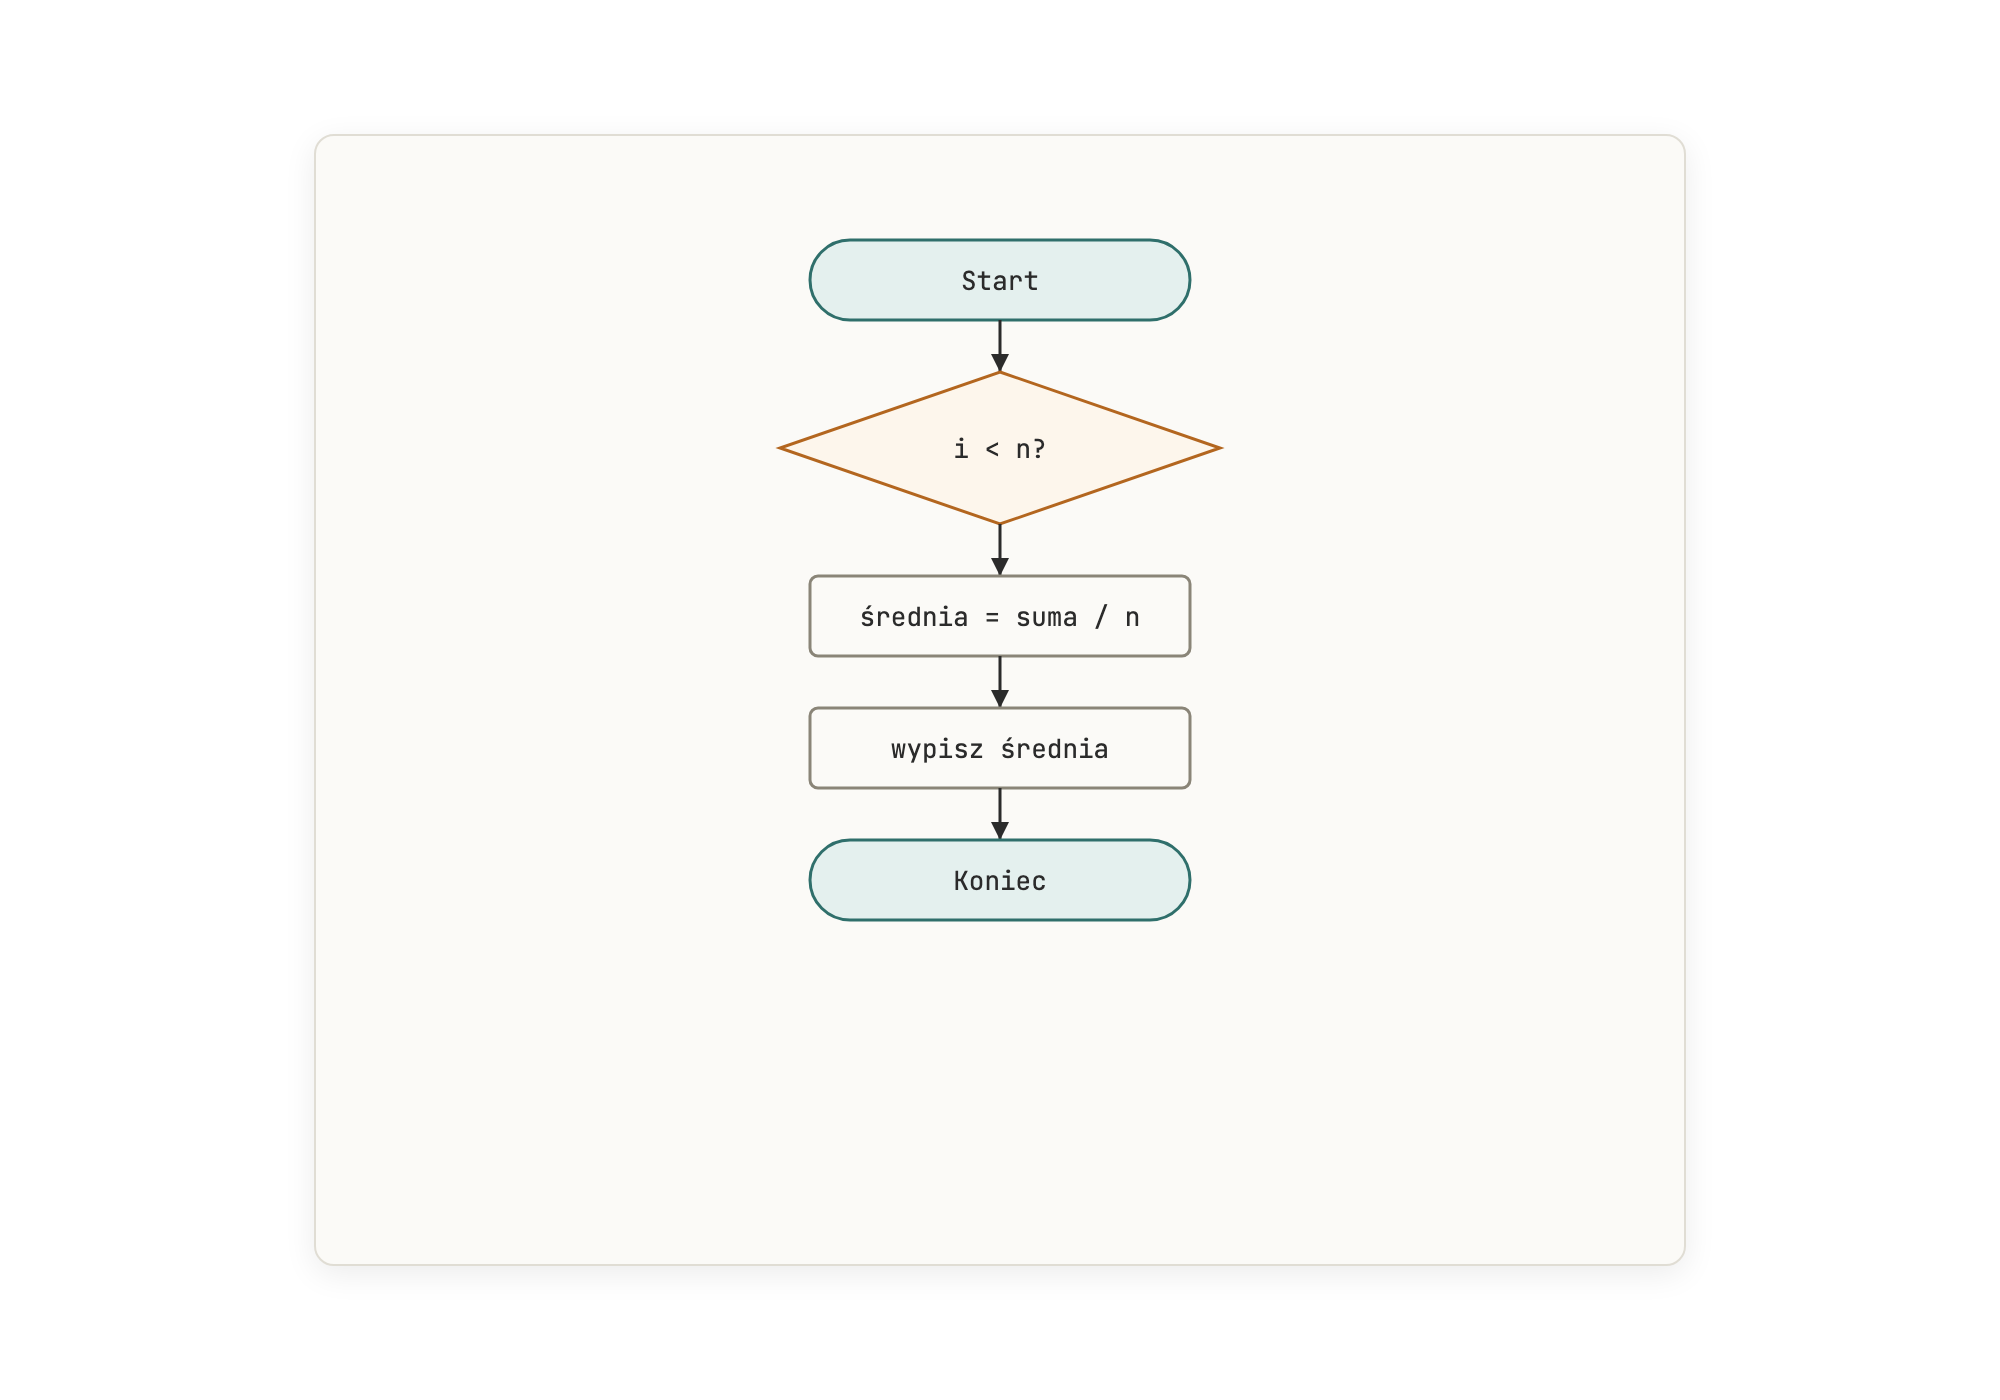 Start
i < n?
średnia = suma / n
wypisz średnia
Koniec